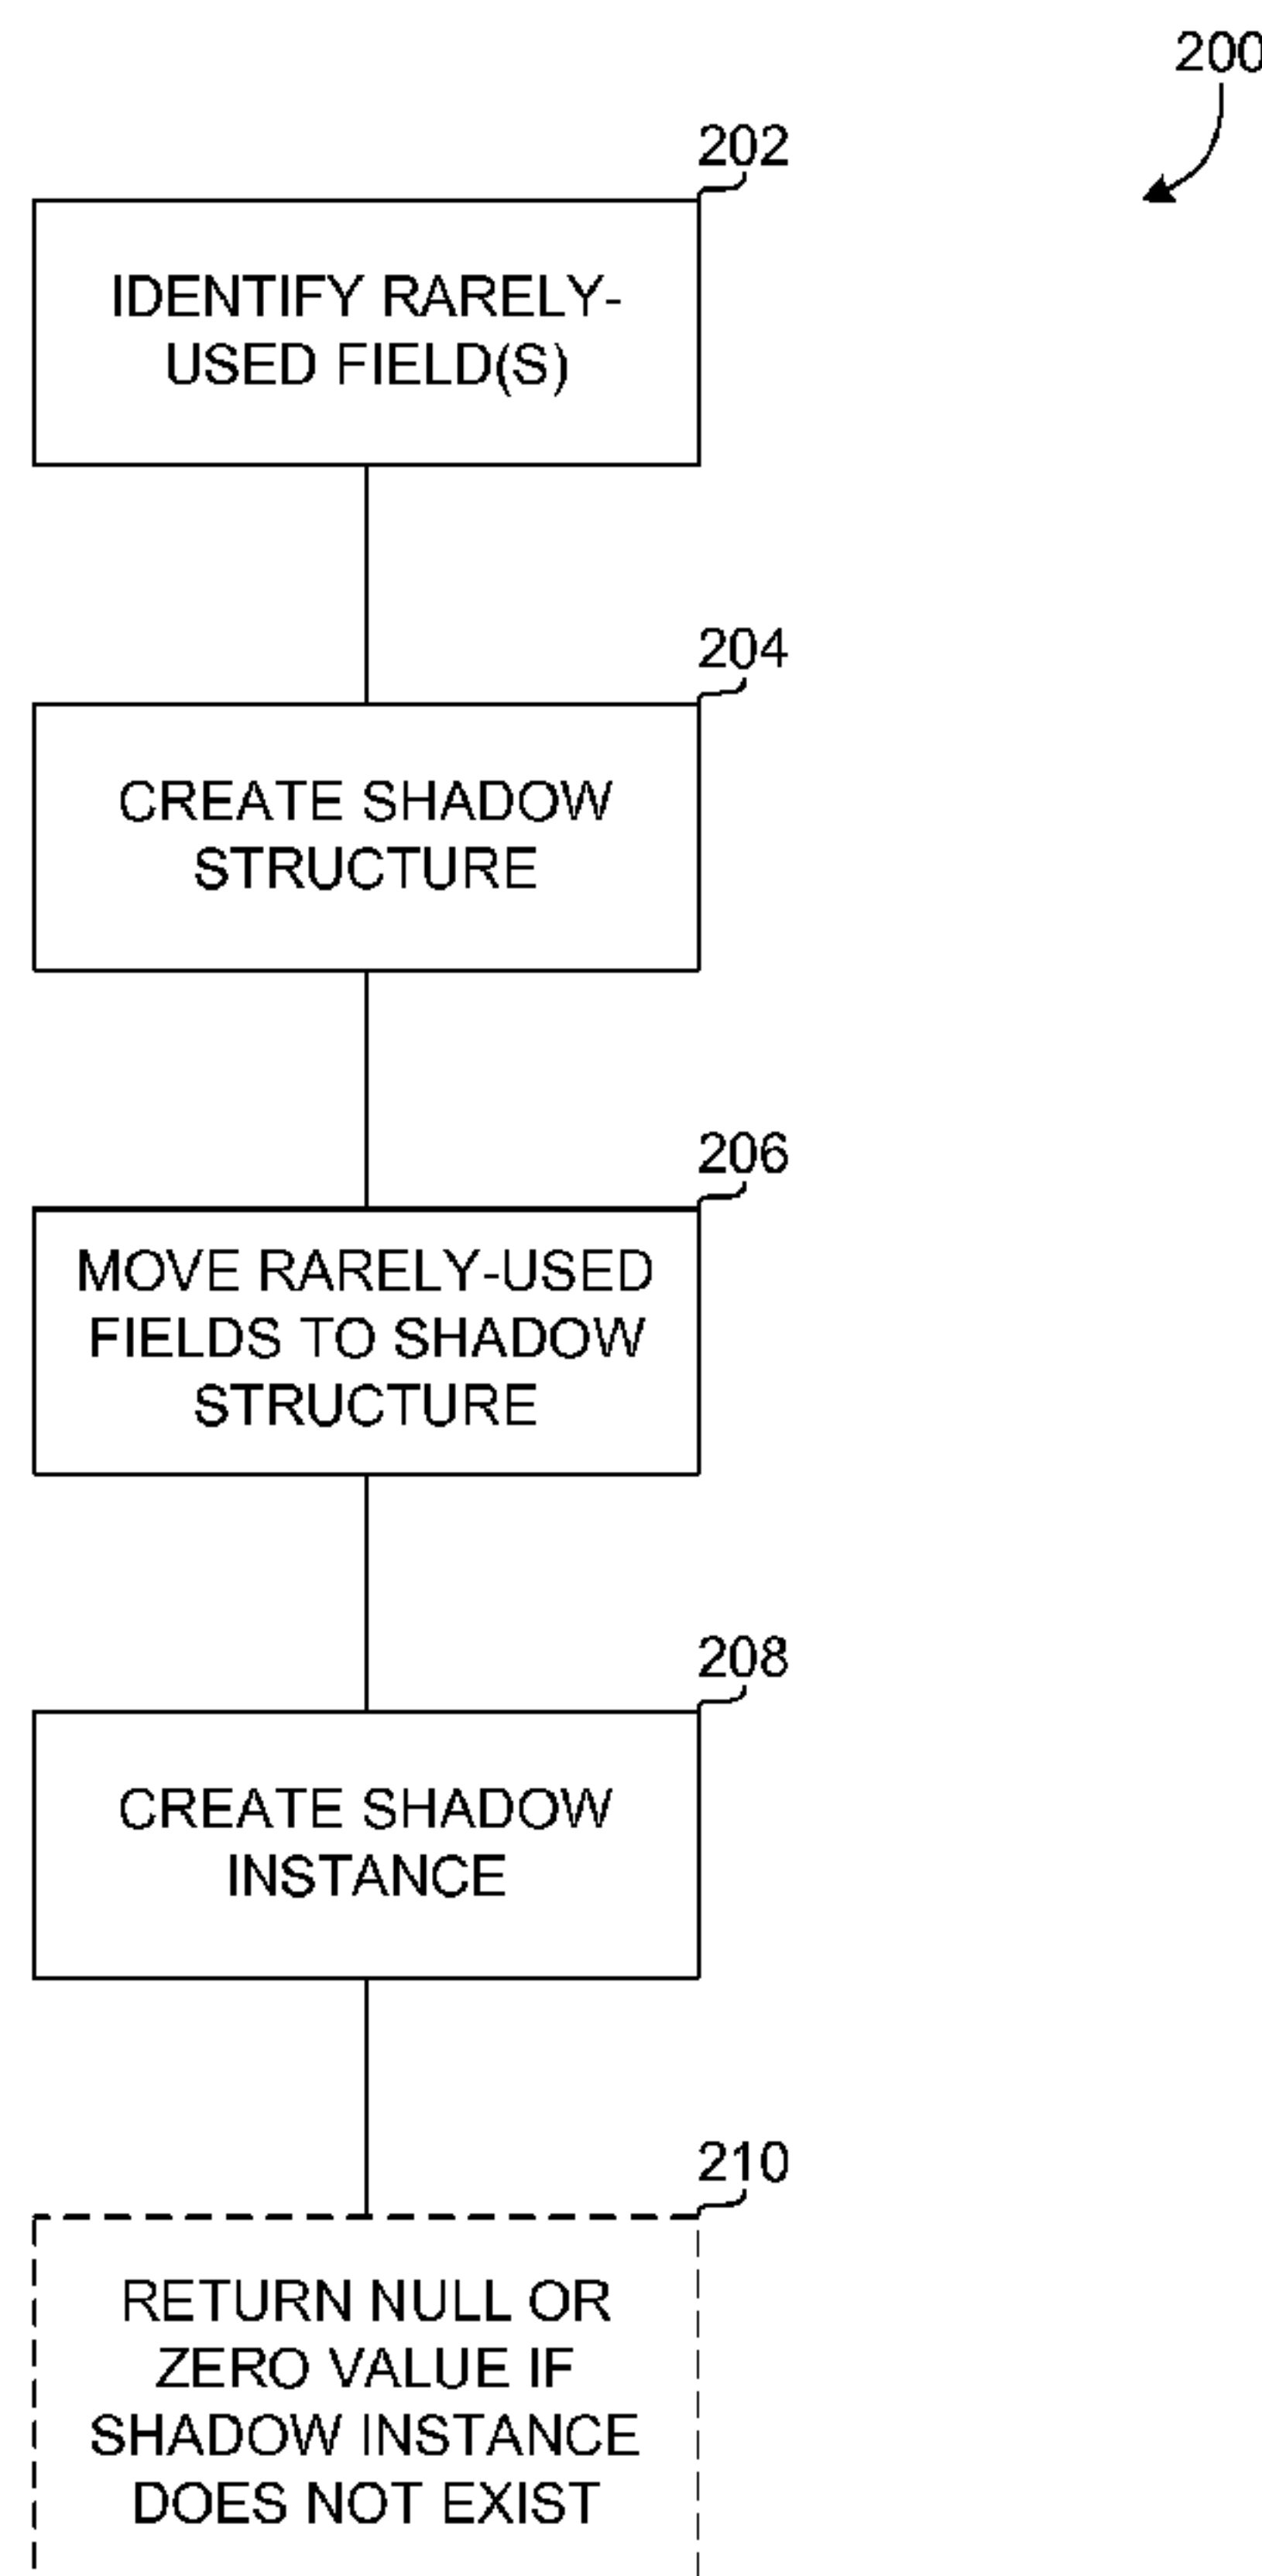 200
202
IDENTIFY RARELY-
USED FIELD(S)
204
CREATE SHADOW
STRUCTURE
206
MOVE RARELY-USED
FIELDS TO SHADOW
STRUCTURE
208
CREATE SHADOW
INSTANCE
210
RETURN NULL OR
ZERO VALUE IF
SHADOW INSTANCE
DOES NOT EXIST